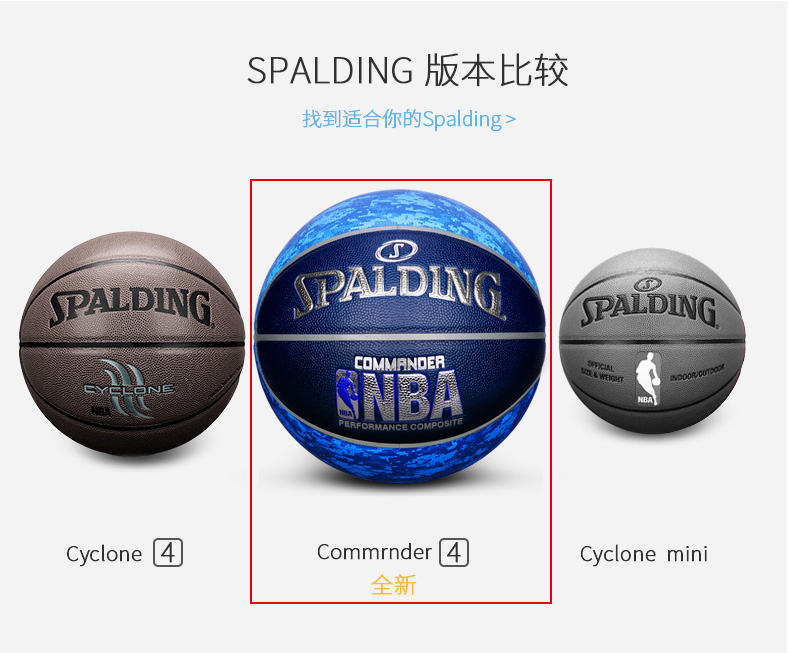 SPALDING 版本比较
找到适合你的Spalding >
SPALDING
CYCLONE
NBA
SPALDING
COMMANDER
NBA
NBA
PERFORMANCE COMPOSITE
SPALDING
OFFICIAL
SIZE & WEIGHT
NBA
INDOOR/OUTDOOR
Cyclone 4
Commrnder 4
全新
Cyclone mini